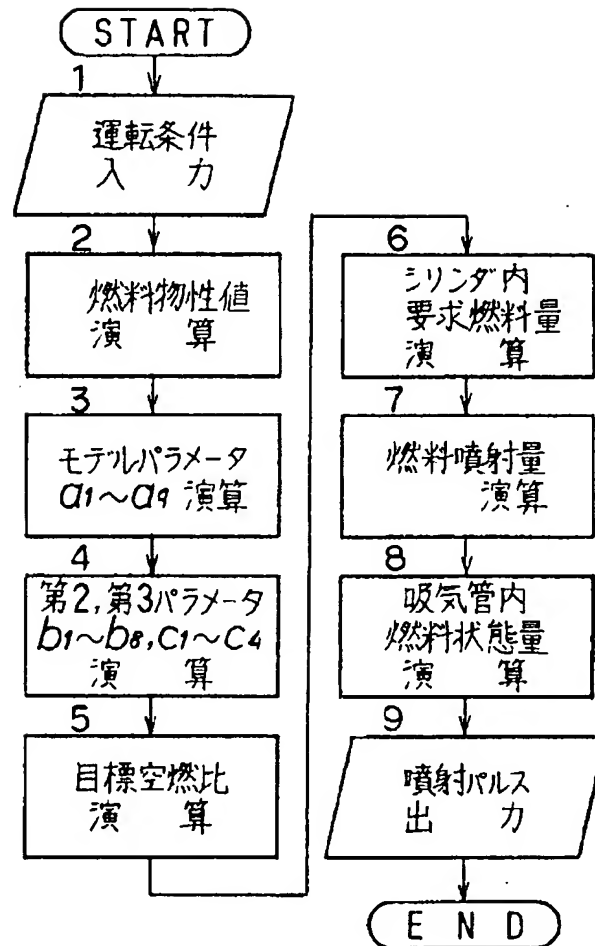 START
1
運転条件
入 力
2
燃料物性値
演 算
3
モデルパラメータ
a1~a9 演算
4
第2,第3パラメータ
b1~b8,c1~c4
演 算
5
目標空燃比
演 算
6
シリンダ内
要求燃料量
演 算
7
燃料噴射量
演算
8
吸気管内
燃料状態量
演 算
9
噴射パルス
出 力
END